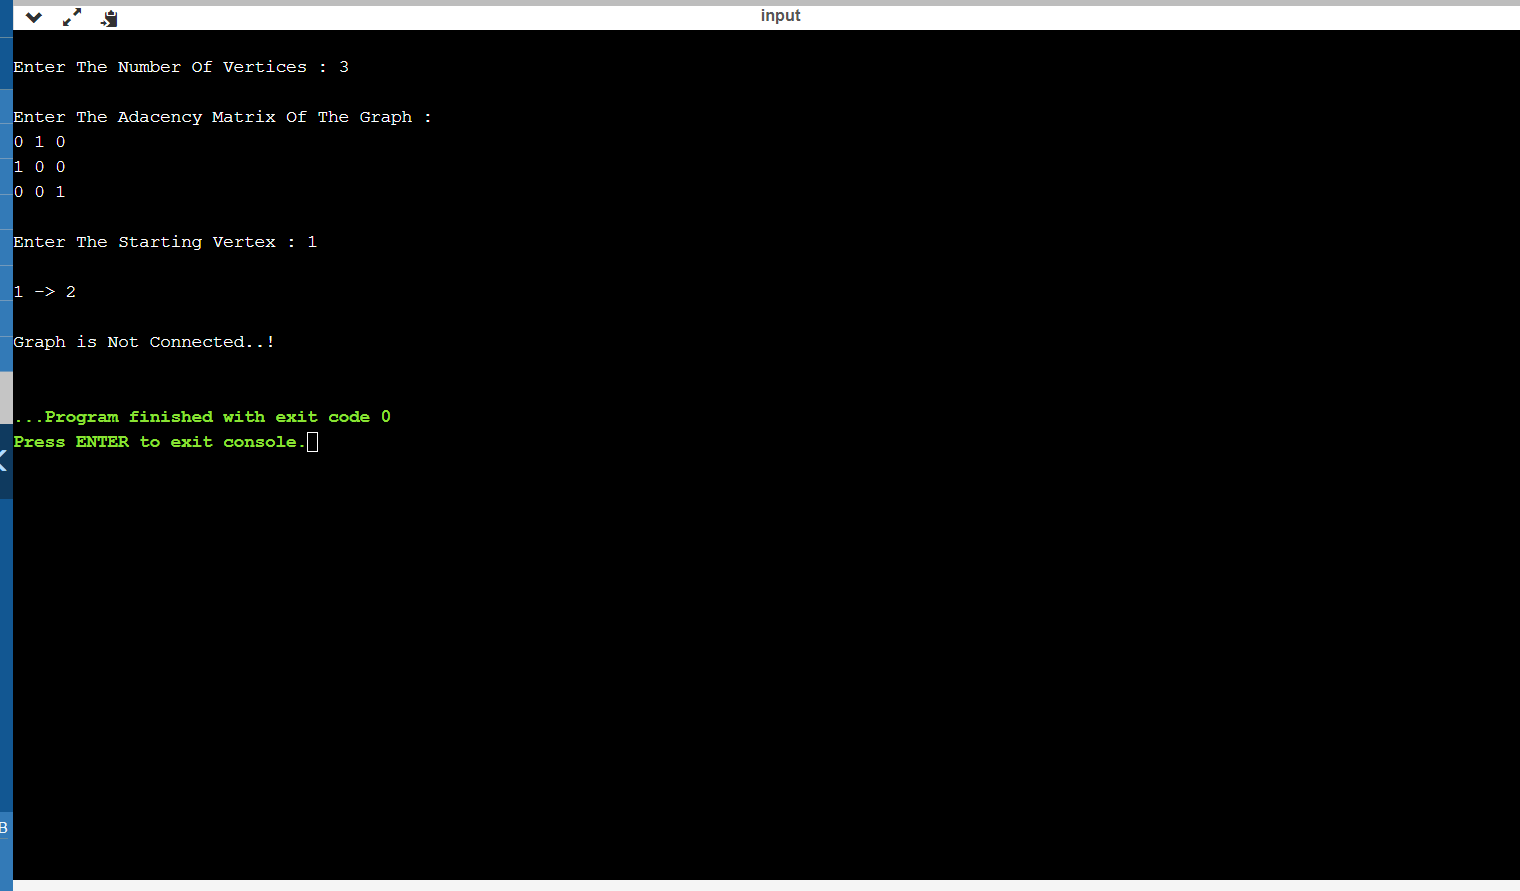 input
Enter The Number Of Vertices : 3
Enter The Adacency Matrix Of The Graph :
0 1 0
1 0 0
0 0 1
Enter The Starting Vertex : 1
1 -> 2
Graph is Not Connected..!
...Program finished with exit code 0
Press ENTER to exit console.
B